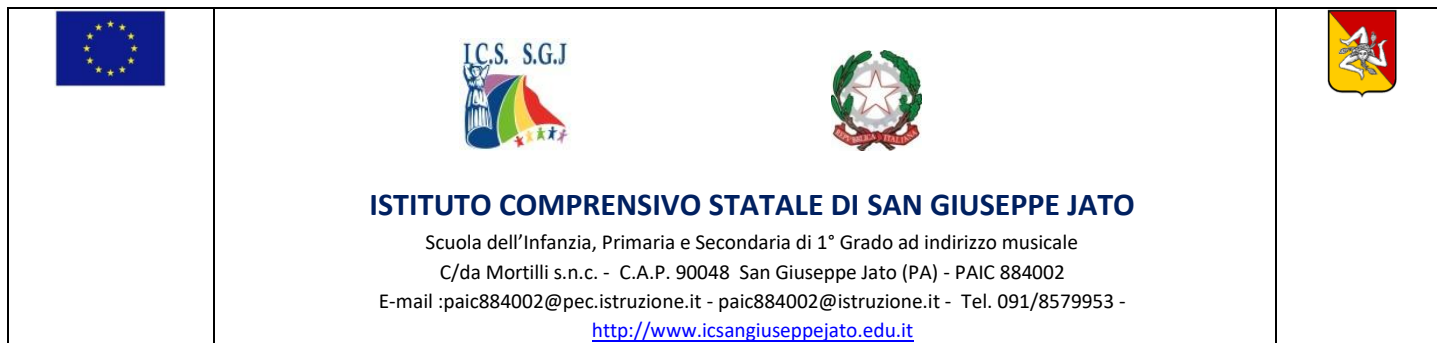 I.C.S. S.G.J
REPVBBLICA ITALIANA
ISTITUTO COMPRENSIVO STATALE DI SAN GIUSEPPE JATO
Scuola dell’Infanzia, Primaria e Secondaria di 1° Grado ad indirizzo musicale
C/da Mortilli s.n.c. - C.A.P. 90048 San Giuseppe Jato (PA) - PAIC 884002
E-mail :paic884002@pec.istruzione.it - paic884002@istruzione.it - Tel. 091/8579953 -
http://www.icsangiuseppejato.edu.it